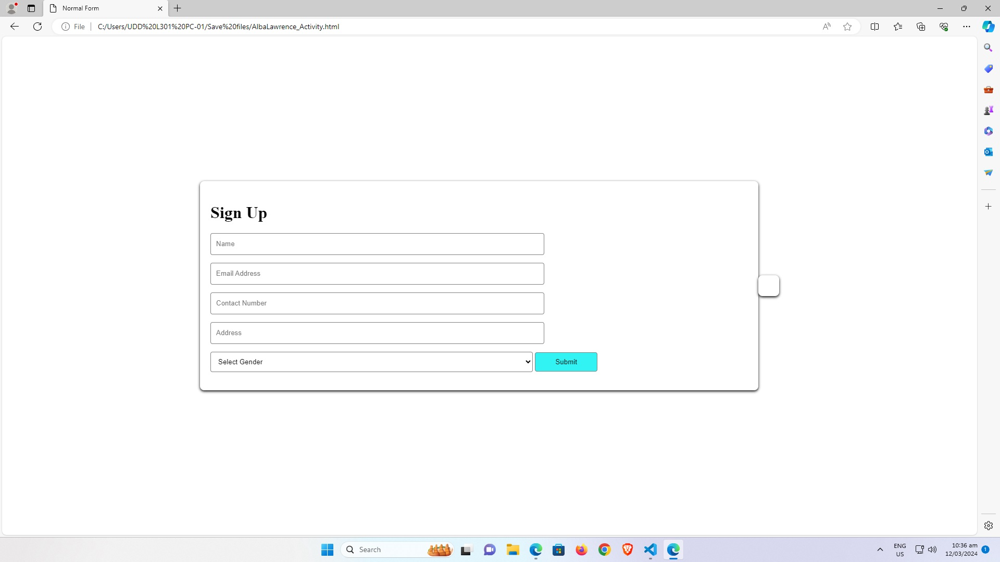 Normal Form
File
C:/Users/UDD%20L301%20PC-01/Save%20files/AlbaLawrence_Activity.html
Sign Up
Name
Email Address
Contact Number
Address
Select Gender
Submit
Search
ENG
US
10:36 am
12/03/2024
1